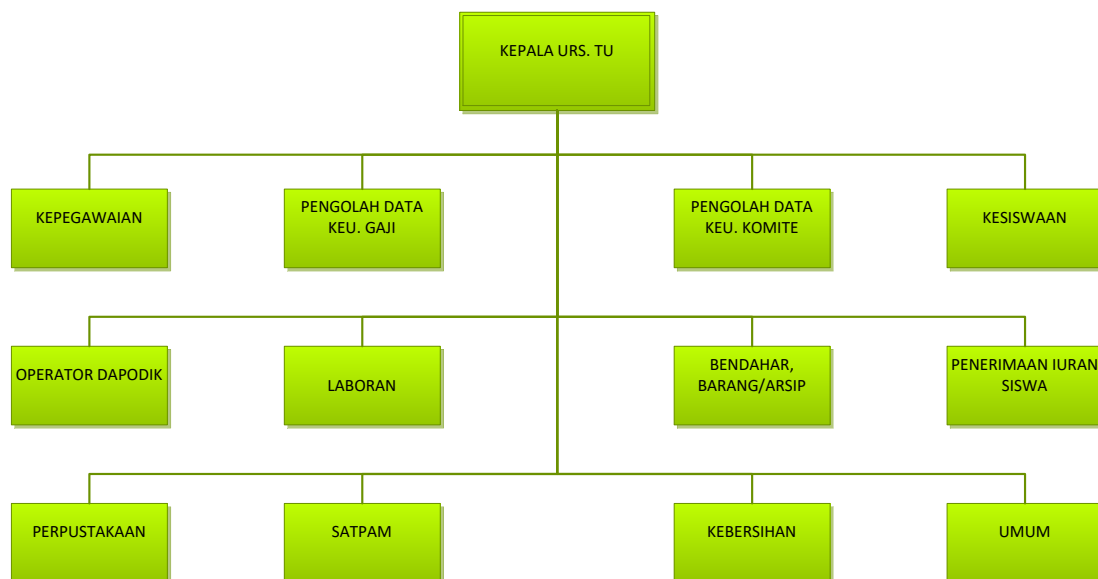 KEPALA URS. TU
KEPEGAWAIAN
PENGOLAH DATA
KEU. GAJI
PENGOLAH DATA
KEU. KOMITE
KESISWAAN
OPERATOR DAPODIK
LABORAN
BENDAHAR,
BARANG/ARSIP
PENERIMAAN IURAN
SISWA
PERPUSTAKAAN
SATPAM
KEBERSIHAN
UMUM